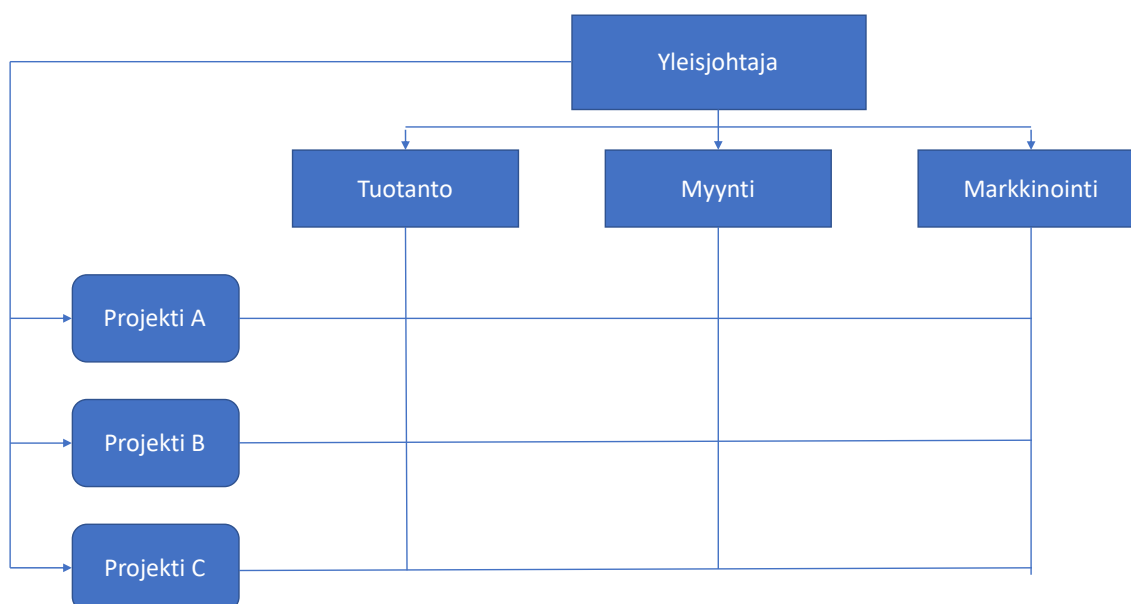 Yleisjohtaja
Tuotanto
Myynti
Markkinointi
Projekti A
Projekti B
Projekti C